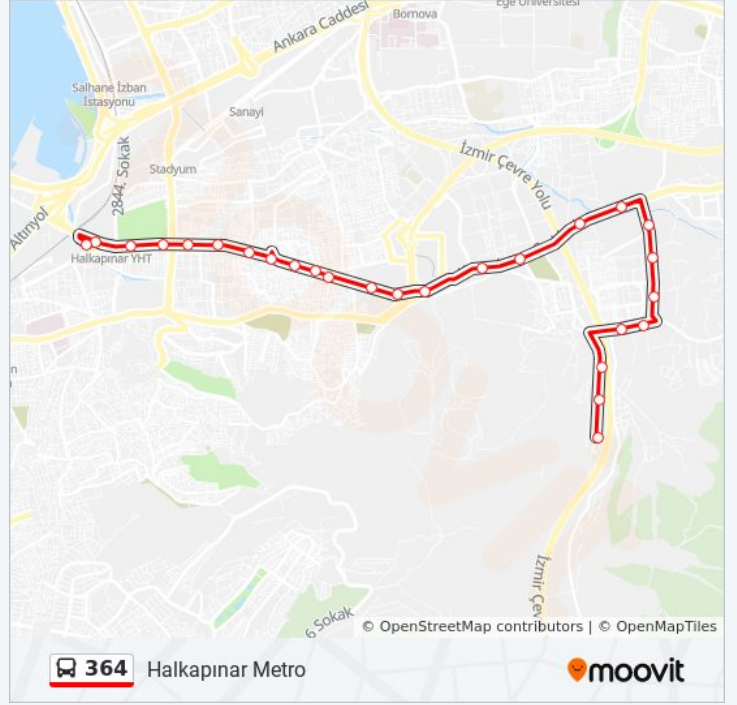 Ege Üniversitesi
Bornova
Ankara Caddesi
Salhane İzban
İstasyonu
Sanayi
2844. Sokak
Stadyum
İzmir Çevre Yolu
Altınyol
Halkapınar YHT
n
İzmir Çev
6 Sokak
© OpenStreetMap contributors | © OpenMapTiles
364 Halkapınar Metro
moovit